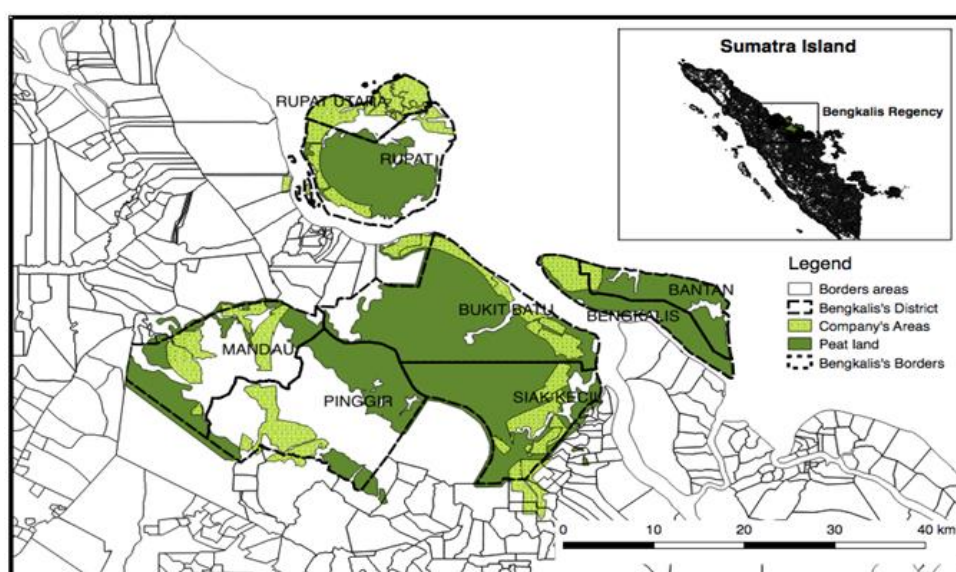 Sumatra Island
Bengkalis Regency
RUPAT UTARA
RUPAT
Legend
Borders areas
Bengkalis's District
Company's Areas
Peat land
Bengkalis's Borders
BANTAN
BENGKALIS
BUKIT BATU
MANDAU
PINGGIR
SIAK KECIL
0 10 20 30 40 km